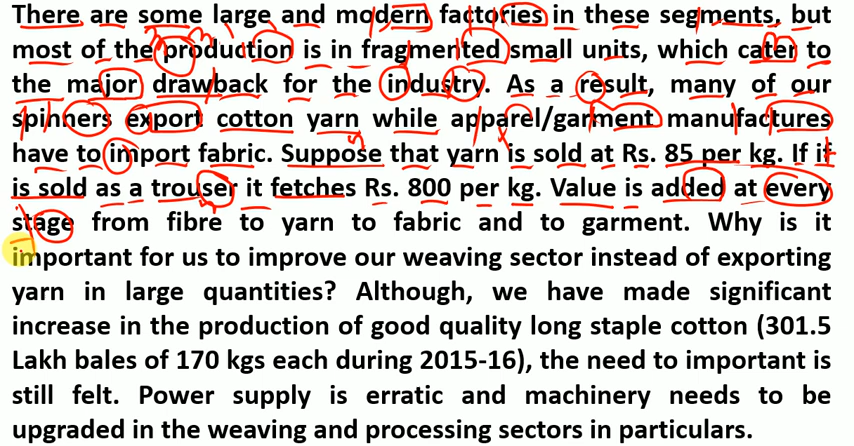 There are some large and modern factories in these segments, but
most of the production is in fragmented small units, which cater to
the major drawback for the industry. As a result, many of our
spinners export cotton yarn while apparel/garment manufactures
have to import fabric. Suppose that yarn is sold at Rs. 85 per kg. If it
is sold as a trouser it fetches Rs. 800 per kg. Value is added at every
stage from fibre to yarn to fabric and to garment. Why is it
important for us to improve our weaving sector instead of exporting
yarn in large quantities? Although, we have made significant
increase in the production of good quality long staple cotton (301.5
Lakh bales of 170 kgs each during 2015-16), the need to important is
still felt. Power supply is erratic and machinery needs to be
upgraded in the weaving and processing sectors in particulars.